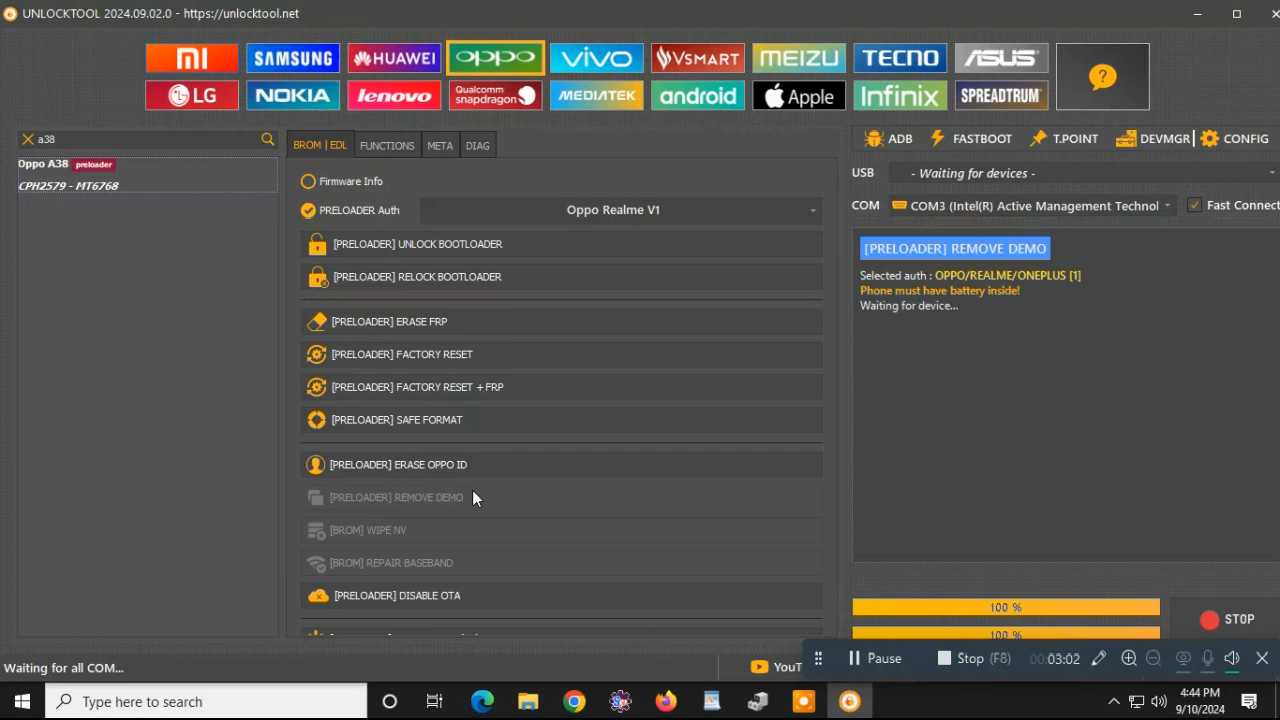 UNLOCKTOOL 2024.09.02.0 - https://unlocktool.net
MI SAMSUNG HUAWEI oppo vivo VSMART MEIZU TECNO ASUS
LG NOKIA lenovo Qualcomm snapdragon MEDIATEK android Apple Infinix SPREADTRUM
?
a38
Oppo A38 preloader
CPH2579 - MT6768
BROM | EDL FUNCTIONS META DIAG
Firmware Info
PRELOADER Auth Oppo Realme V1
[PRELOADER] UNLOCK BOOTLOADER
[PRELOADER] RELOCK BOOTLOADER
[PRELOADER] ERASE FRP
[PRELOADER] FACTORY RESET
[PRELOADER] FACTORY RESET + FRP
[PRELOADER] SAFE FORMAT
[PRELOADER] ERASE OPPO ID
[PRELOADER] REMOVE DEMO
[BROM] WIPE NV
[BROM] REPAIR BASEBAND
[PRELOADER] DISABLE OTA
ADB FASTBOOT T.POINT DEVMGR CONFIG
USB - Waiting for devices -
COM COM3 (Intel(R) Active Management Technol Fast Connect
[PRELOADER] REMOVE DEMO
Selected auth : OPPO/REALME/ONEPLUS [1]
Phone must have battery inside!
Waiting for device...
100 %
100 %
STOP
Waiting for all COM...
YouT
Pause Stop (F8) 00:03:02
Type here to search
4:44 PM
9/10/2024